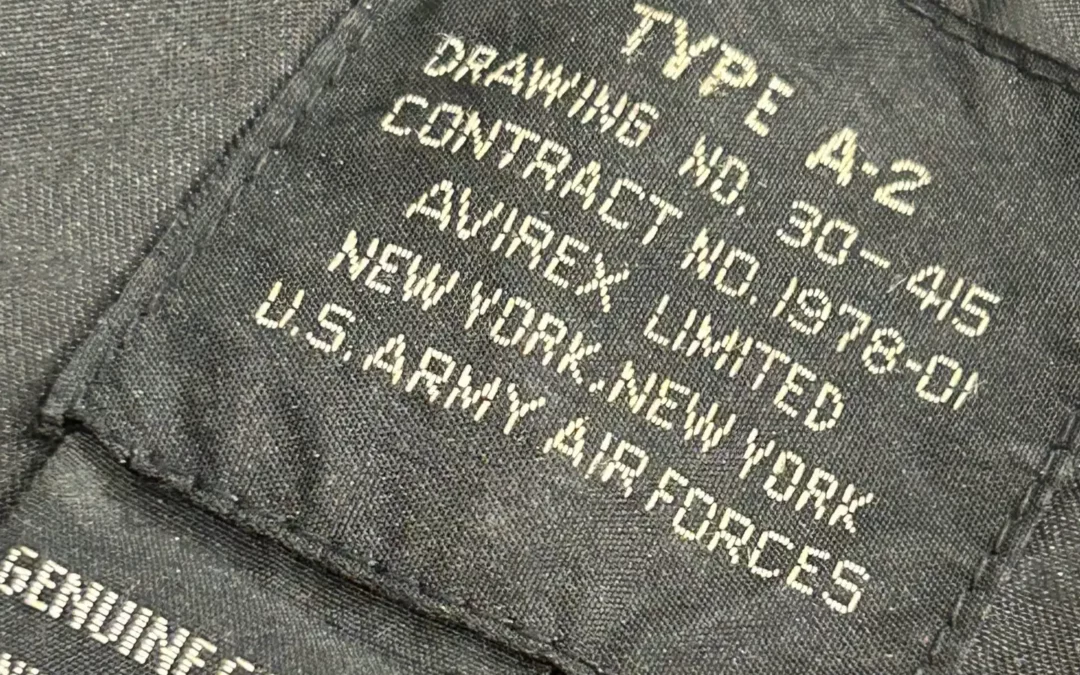 TYPE A-2
DRAWING NO. 30-415
CONTRACT NO. 1978-01
AVIREX LIMITED
NEW YORK.NEW YORK
U.S. ARMY AIR FORCES
GENUINE